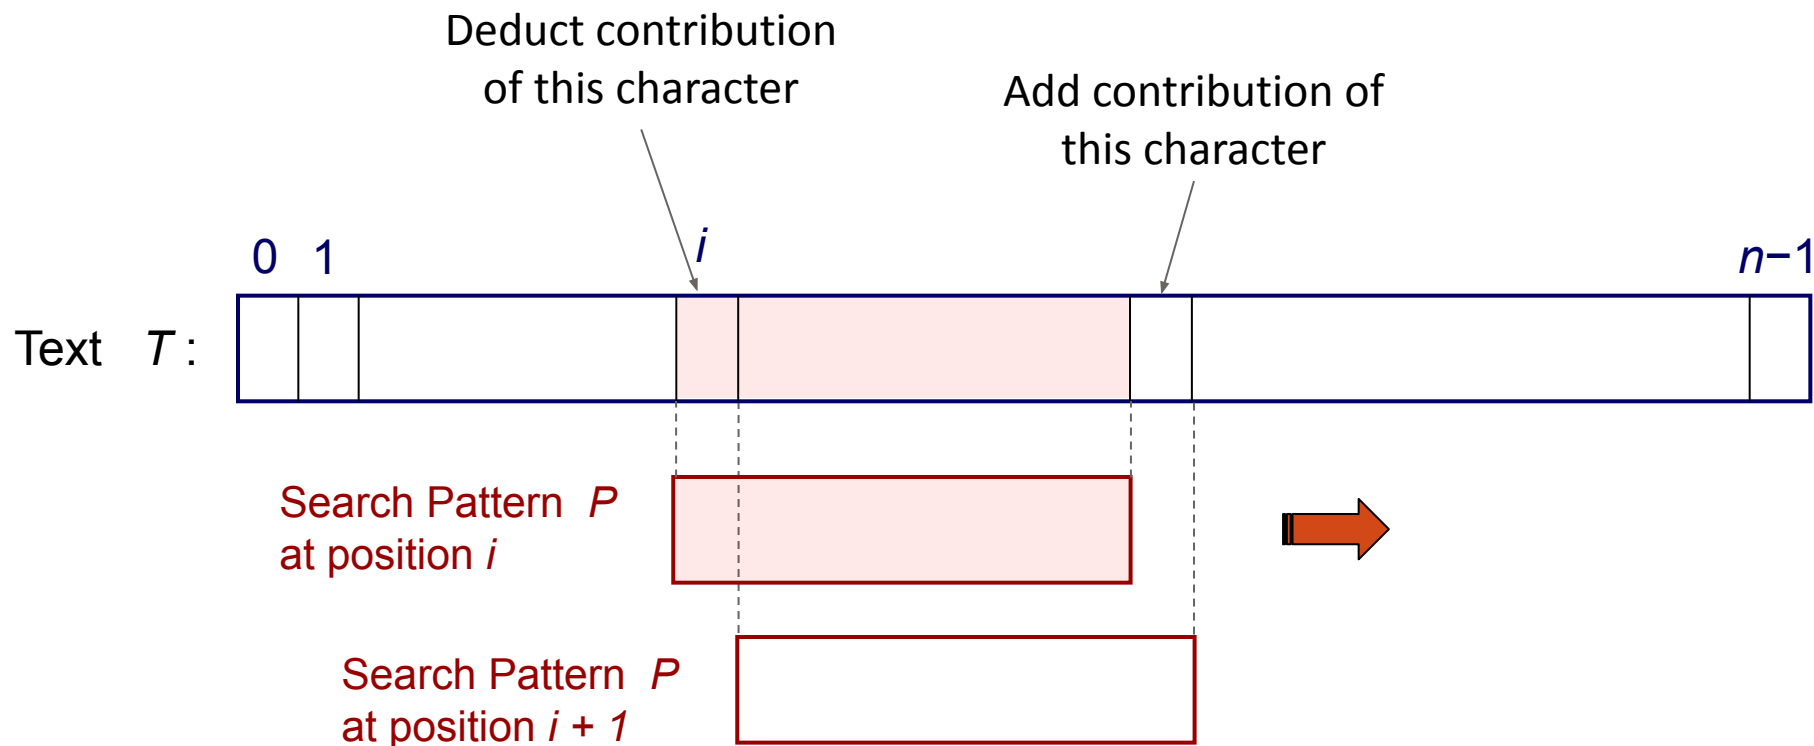 Deduct contribution
of this character
Add contribution of
this character
0 1 i n−1
Text T :
Search Pattern P
at position i
Search Pattern P
at position i + 1